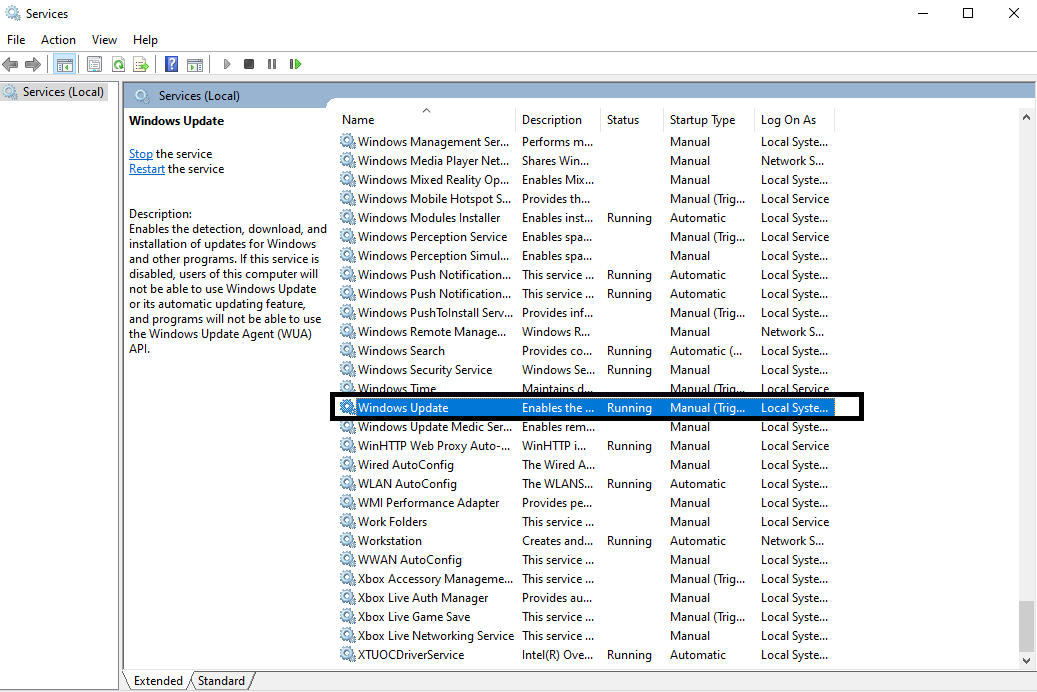 Services
File Action View Help
Services (Local)
Services (Local)
Windows Update
Stop the service
Restart the service
Description:
Enables the detection, download, and
installation of updates for Windows
and other programs. If this service is
disabled, users of this computer will
not be able to use Windows Update
or its automatic updating feature,
and programs will not be able to use
the Windows Update Agent (WUA)
API.
Name Description Status Startup Type Log On As
Windows Management Ser... Performs m... Manual Local Syste...
Windows Media Player Net... Shares Win... Manual Network S...
Windows Mixed Reality Op... Enables Mix... Manual Local Syste...
Windows Mobile Hotspot S... Provides th... Manual (Trig... Local Service
Windows Modules Installer Enables inst... Running Automatic Local Syste...
Windows Perception Service Enables spa... Manual (Trig... Local Service
Windows Perception Simul... Enables spa... Manual Local Syste...
Windows Push Notification... This service ... Running Automatic Local Syste...
Windows Push Notification... This service ... Running Automatic Local Syste...
Windows PushToInstall Serv... Provides inf... Manual (Trig... Local Syste...
Windows Remote Manage... Windows R... Manual Network S...
Windows Search Provides co... Running Automatic (... Local Syste...
Windows Security Service Windows Se... Running Manual Local Syste...
Windows Time Maintains d... Manual (Trig... Local Service
Windows Update Enables the ... Running Manual (Trig... Local Syste...
Windows Update Medic Ser... Enables rem... Manual Local Syste...
WinHTTP Web Proxy Auto-... WinHTTP i... Running Manual Local Service
Wired AutoConfig The Wired A... Manual Local Syste...
WLAN AutoConfig The WLANS... Running Automatic Local Syste...
WMI Performance Adapter Provides pe... Manual Local Syste...
Work Folders This service ... Manual Local Service
Workstation Creates and... Running Automatic Network S...
WWAN AutoConfig This service ... Manual Local Syste...
Xbox Accessory Manageme... This service ... Manual (Trig... Local Syste...
Xbox Live Auth Manager Provides au... Manual Local Syste...
Xbox Live Game Save This service ... Manual (Trig... Local Syste...
Xbox Live Networking Service This service ... Manual Local Syste...
XTUOCDriverService Intel(R) Ove... Running Automatic Local Syste...
Extended Standard